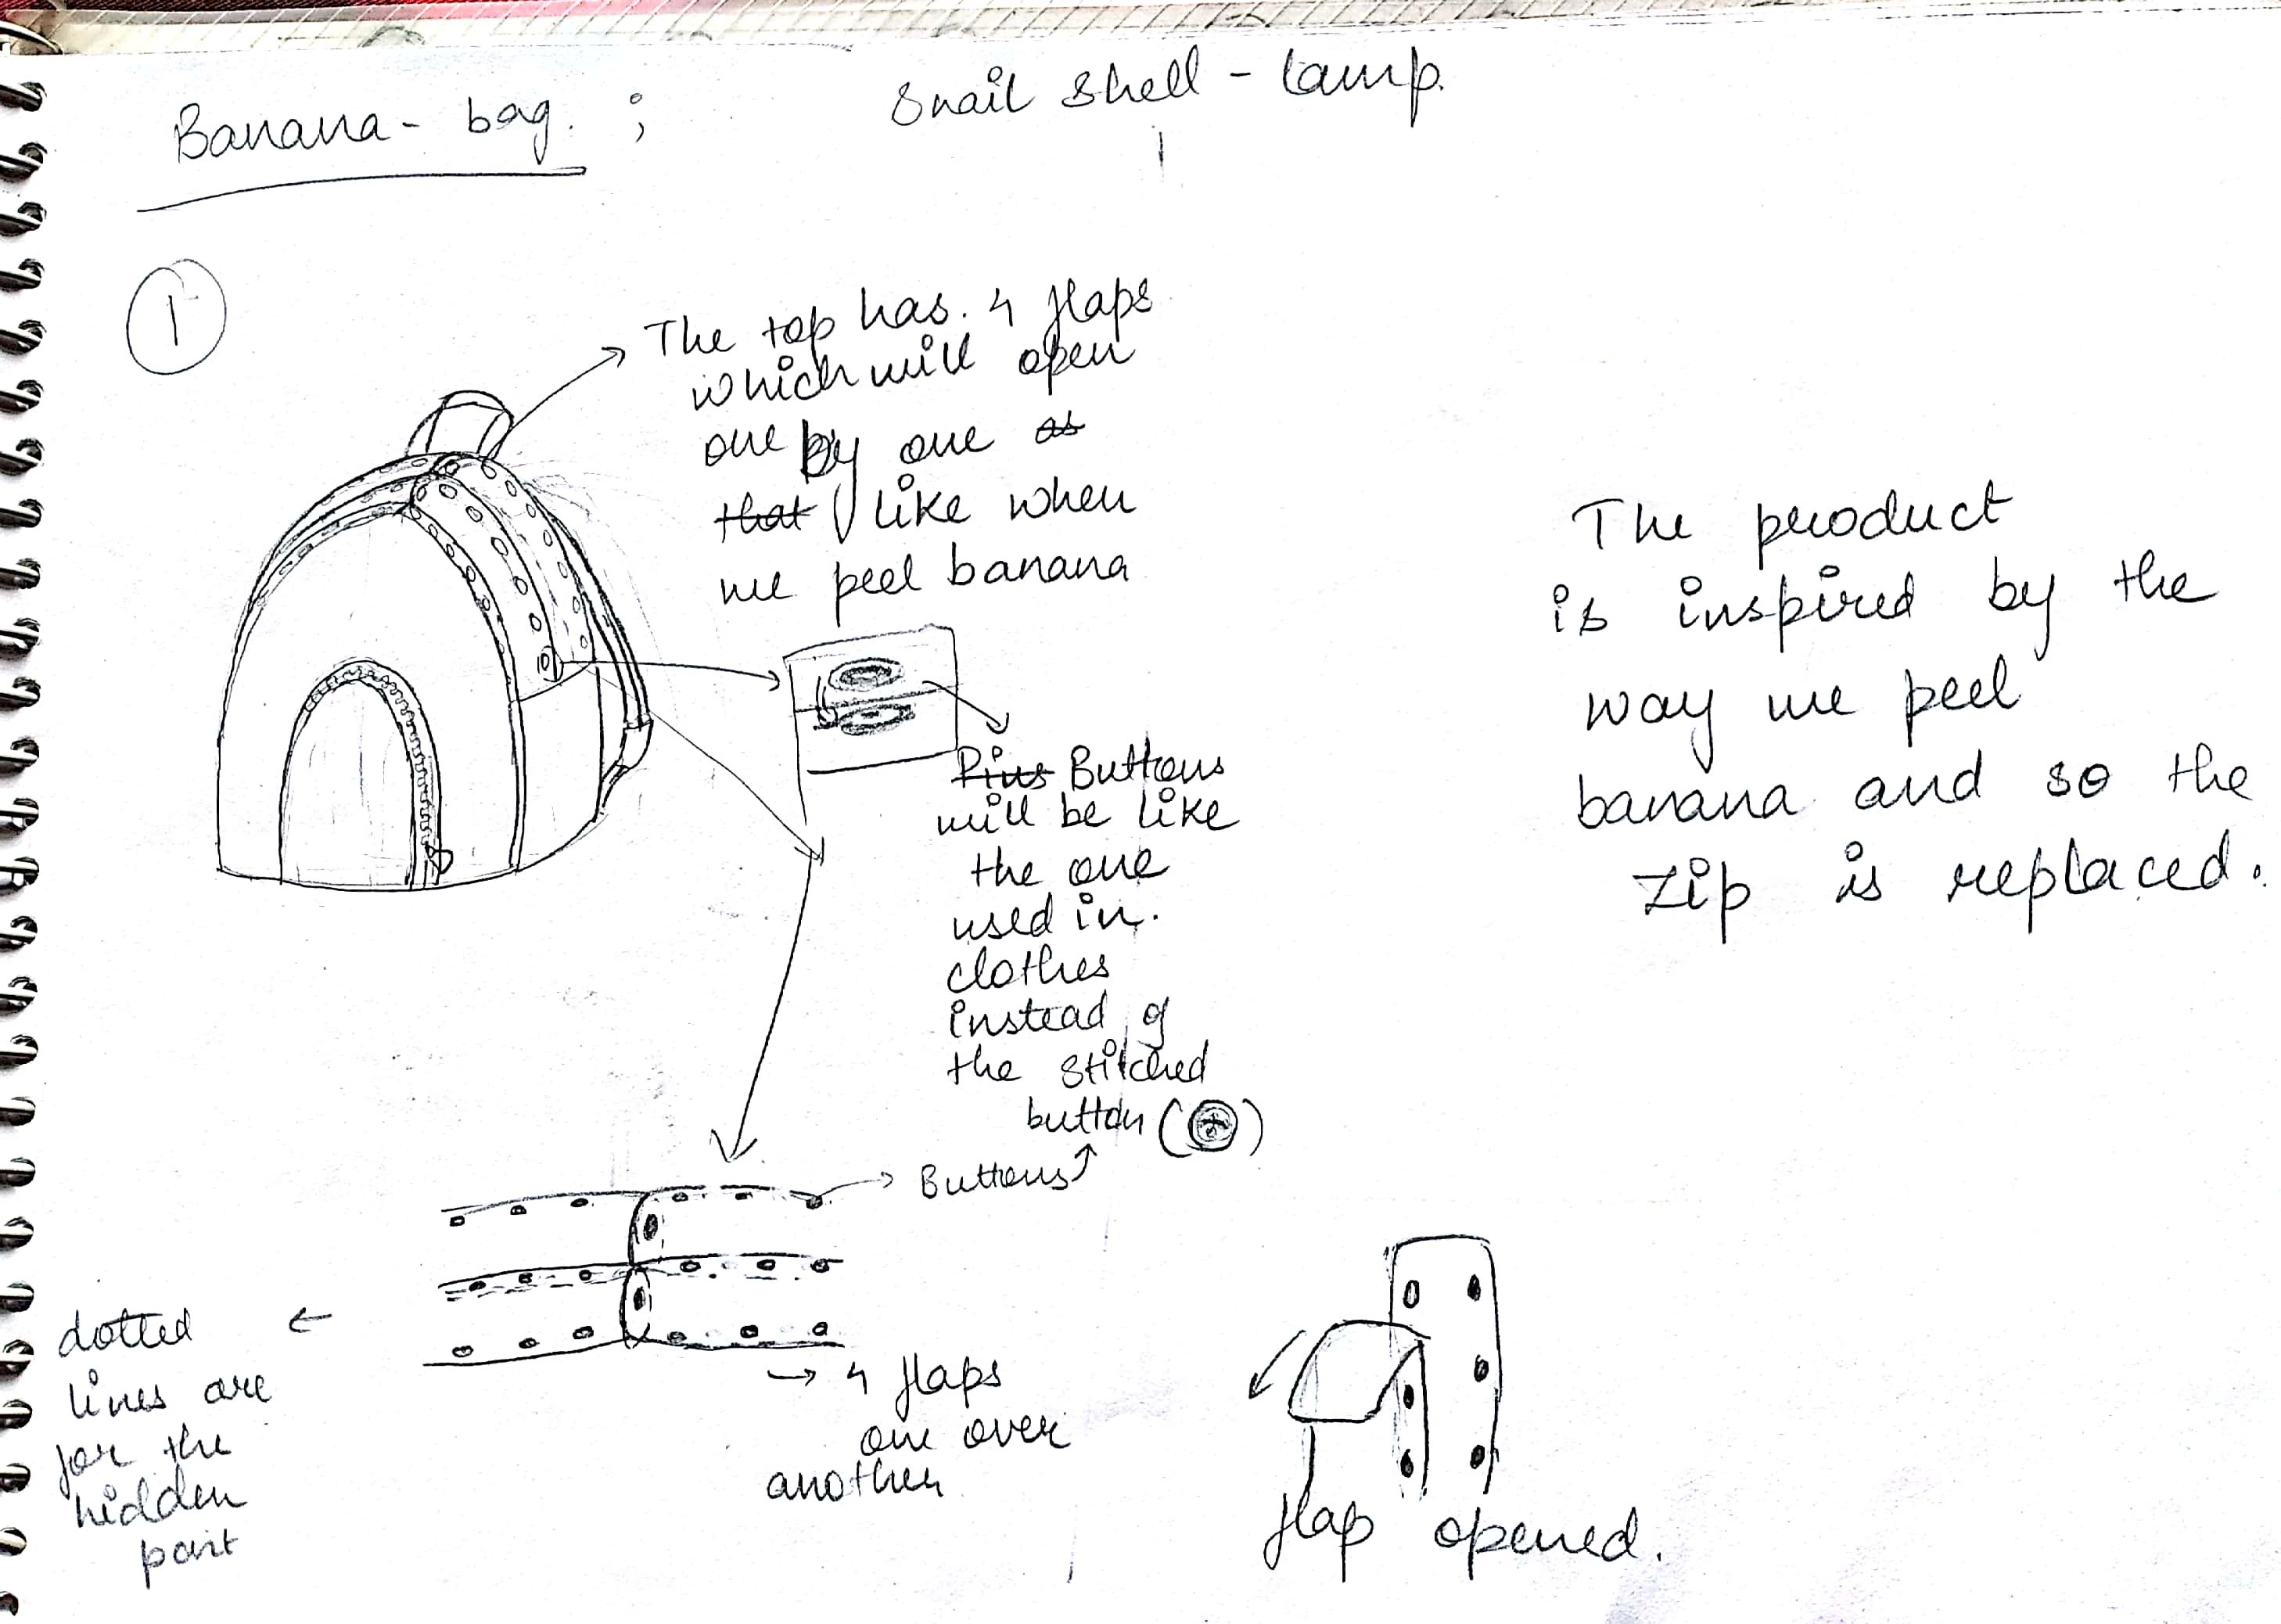 Banana - bag. ;
Snail shell - lamp.
1
The top has. 4 flaps
which will open
one by one as
that like when
we peel banana
Pins Buttons
will be like
the one
used in.
clothes
instead of
the stitched
button ( )
Buttons
The product
is inspired by the
way we peel
banana and so the
zip is replaced.
dotted
lines are
for the
hidden
part
4 flaps
one over
another
flap opened.